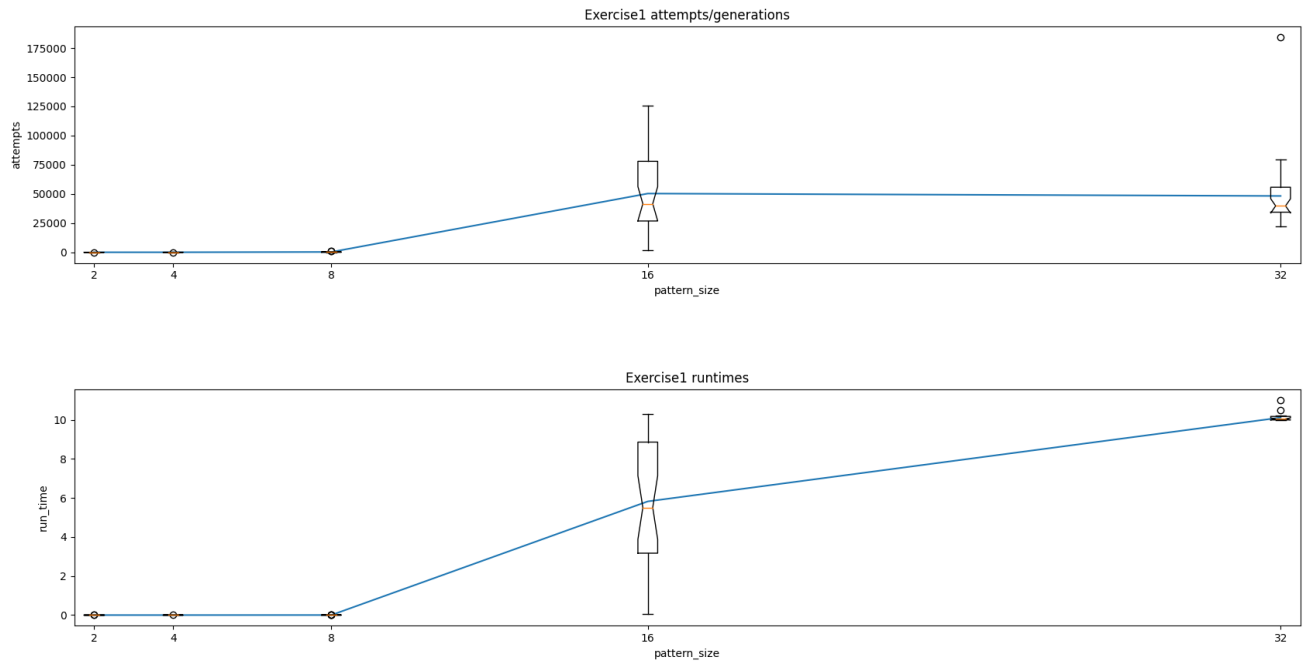 Exercise1 attempts/generations
175000
150000
125000
100000
75000
50000
25000
0
attempts
2 4 8 16 32
pattern_size
Exercise1 runtimes
10
8
6
4
2
0
run_time
2 4 8 16 32
pattern_size